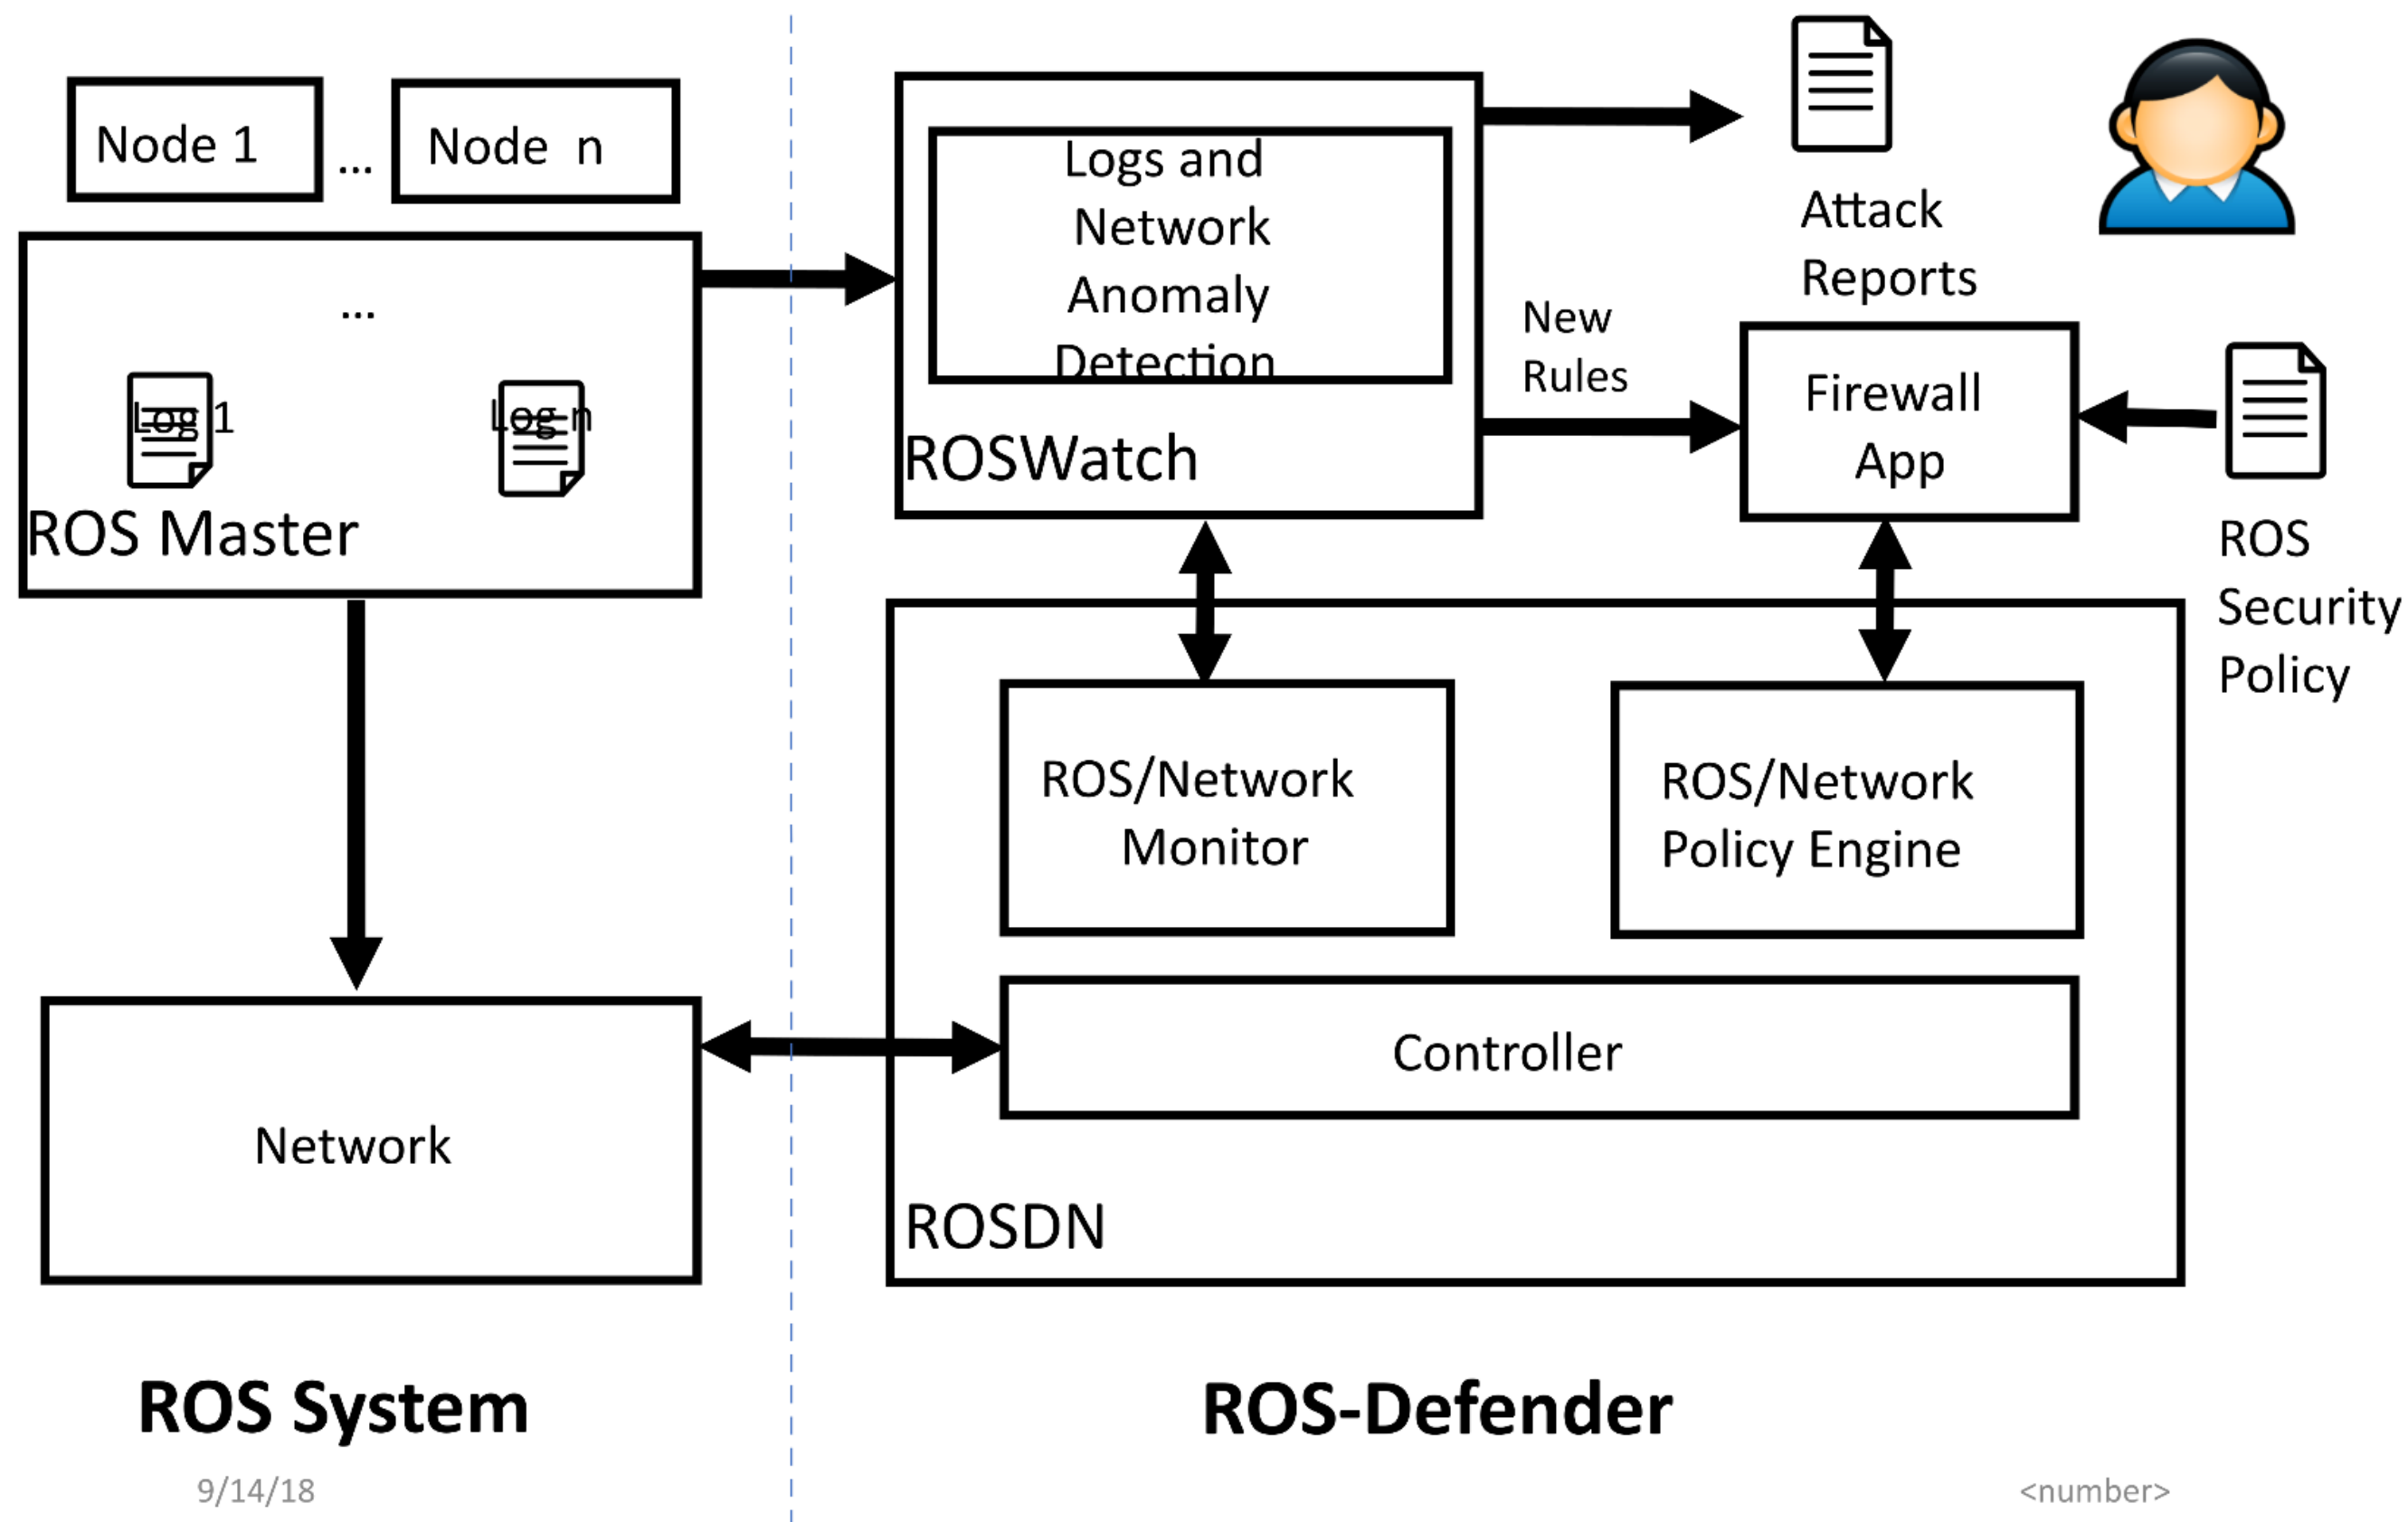 Node 1
...
Node n
...
Log 1
Log n
ROS Master
Network
ROS System
9/14/18
Logs and
Network
Anomaly
Detection
ROSWatch
Attack
Reports
New
Rules
Firewall
App
ROS
Security
Policy
ROS/Network
Monitor
ROS/Network
Policy Engine
Controller
ROSDN
ROS-Defender
<number>